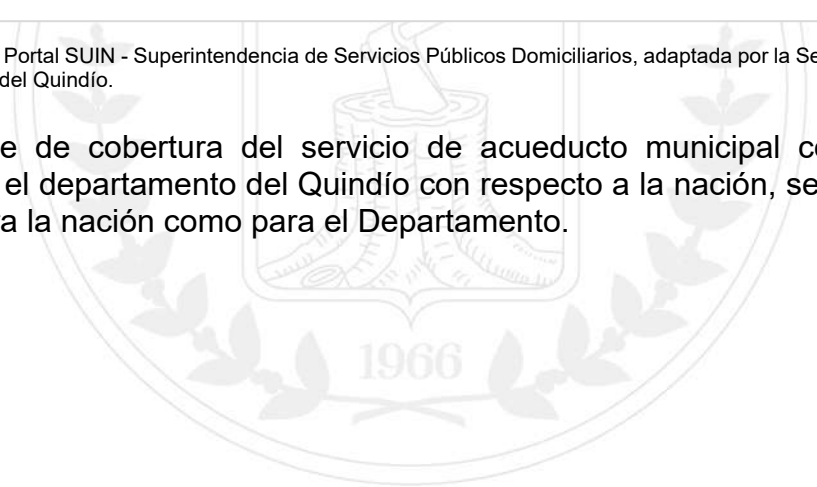 Portal SUIN - Superintendencia de Servicios Públicos Domiciliarios, adaptada por la Se
del Quindío.
e de cobertura del servicio de acueducto municipal co
el departamento del Quindío con respecto a la nación, se
a la nación como para el Departamento.
1966